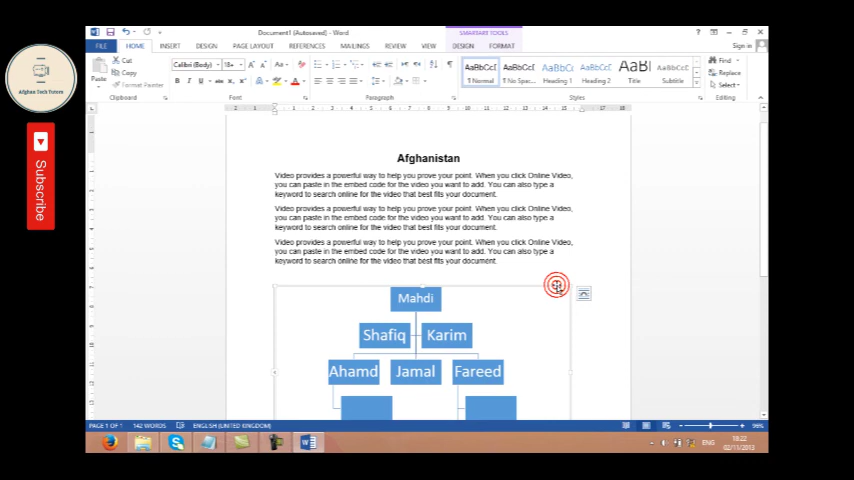 Document1 (Autosaved) - Word
SMARTART TOOLS
Sign in
FILE HOME INSERT DESIGN PAGE LAYOUT REFERENCES MAILINGS REVIEW VIEW DESIGN FORMAT
Paste
Cut
Copy
Format Painter
Clipboard
Calibri (Body) 18+
Font
Paragraph
AaBbCcI AaBbCcI AaBbC AaBbCc AaBI AaBbCcD
¶ Normal ¶ No Spac... Heading 1 Heading 2 Title Subtitle
Styles
Find
Replace
Select
Editing
Afghan Tech Tutors
Subscribe
Afghanistan
Video provides a powerful way to help you prove your point. When you click Online Video,
you can paste in the embed code for the video you want to add. You can also type a
keyword to search online for the video that best fits your document.
Video provides a powerful way to help you prove your point. When you click Online Video,
you can paste in the embed code for the video you want to add. You can also type a
keyword to search online for the video that best fits your document.
Video provides a powerful way to help you prove your point. When you click Online Video,
you can paste in the embed code for the video you want to add. You can also type a
keyword to search online for the video that best fits your document.
Mahdi
Shafiq Karim
Ahamd Jamal Fareed
PAGE 1 OF 1 142 WORDS ENGLISH (UNITED KINGDOM)
ENG
18:22
02/11/2013